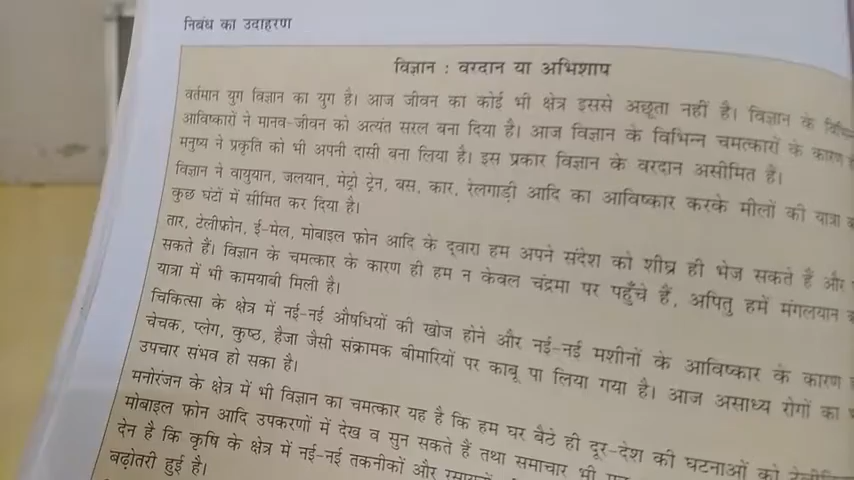 निबंध का उदाहरण
विज्ञान : वरदान या अभिशाप
वर्तमान युग विज्ञान का युग है। आज जीवन का कोई भी क्षेत्र इससे अछूता नहीं है। विज्ञान के
आविष्कारों ने मानव-जीवन को अत्यंत सरल बना दिया है। आज विज्ञान के विभिन्न चमत्कारों के कारण
मनुष्य ने प्रकृति को भी अपनी दासी बना लिया है। इस प्रकार विज्ञान के वरदान असीमित हैं।
विज्ञान ने वायुयान, जलयान, मेट्रो ट्रेन, बस, कार, रेलगाड़ी आदि का आविष्कार करके मीलों की यात्रा
कुछ घंटों में सीमित कर दिया है।
तार, टेलीफ़ोन, ई-मेल, मोबाइल फ़ोन आदि के द्वारा हम अपने संदेश को शीघ्र ही भेज सकते हैं और
सकते हैं। विज्ञान के चमत्कार के कारण ही हम न केवल चंद्रमा पर पहुँचे हैं, अपितु हमें मंगलयान
यात्रा में भी कामयाबी मिली है।
चिकित्सा के क्षेत्र में नई-नई औषधियों की खोज होने और नई-नई मशीनों के आविष्कार के कारण
चेचक, प्लेग, कुष्ठ, हैजा जैसी संक्रामक बीमारियों पर काबू पा लिया गया है। आज असाध्य रोगों का
उपचार संभव हो सका है।
मनोरंजन के क्षेत्र में भी विज्ञान का चमत्कार यह है कि हम घर बैठे ही दूर-देश की घटनाओं को
मोबाइल फ़ोन आदि उपकरणों में देख व सुन सकते हैं तथा समाचार भी
देन है कि कृषि के क्षेत्र में नई-नई तकनीकों और
बढ़ोतरी हुई है।